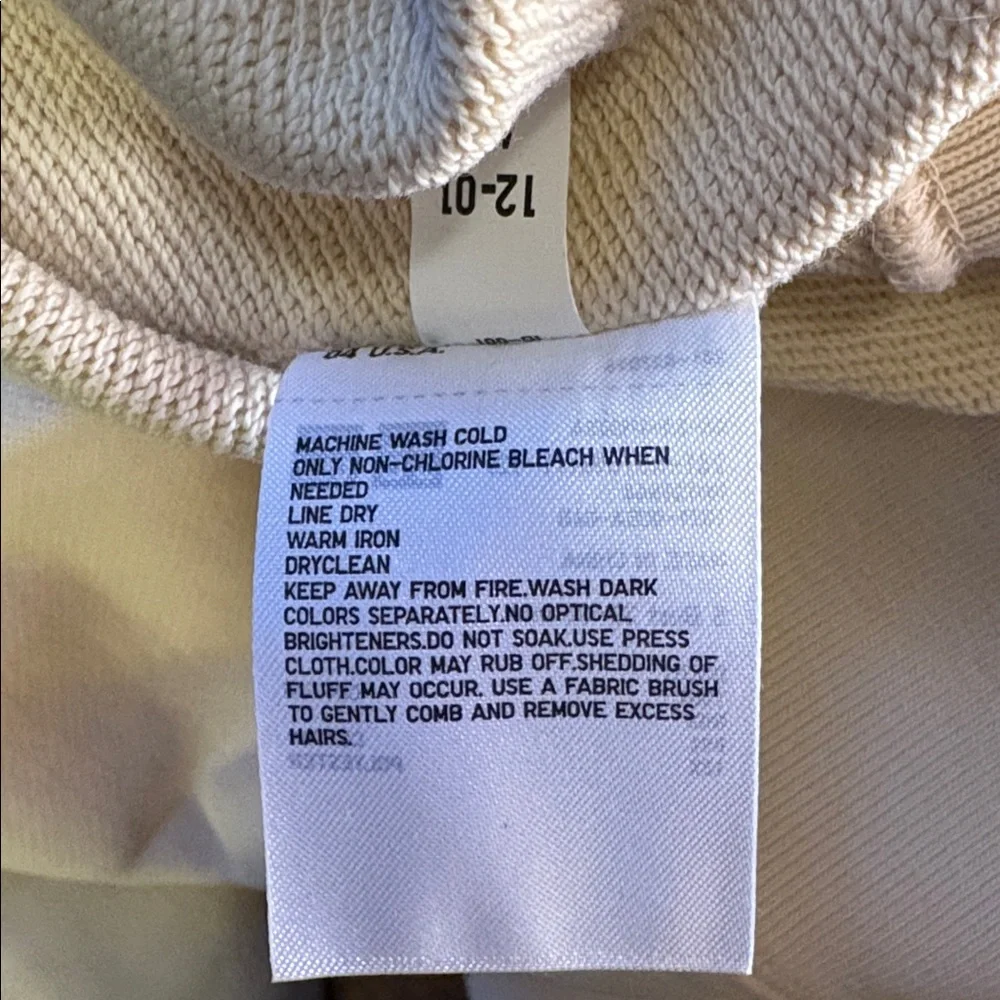 12-01
04 U.S.A.
MACHINE WASH COLD
ONLY NON-CHLORINE BLEACH WHEN
NEEDED
LINE DRY
WARM IRON
DRYCLEAN
KEEP AWAY FROM FIRE.WASH DARK
COLORS SEPARATELY.NO OPTICAL
BRIGHTENERS.DO NOT SOAK.USE PRESS
CLOTH.COLOR MAY RUB OFF.SHEDDING OF
FLUFF MAY OCCUR. USE A FABRIC BRUSH
TO GENTLY COMB AND REMOVE EXCESS
HAIRS.
POLYESTER